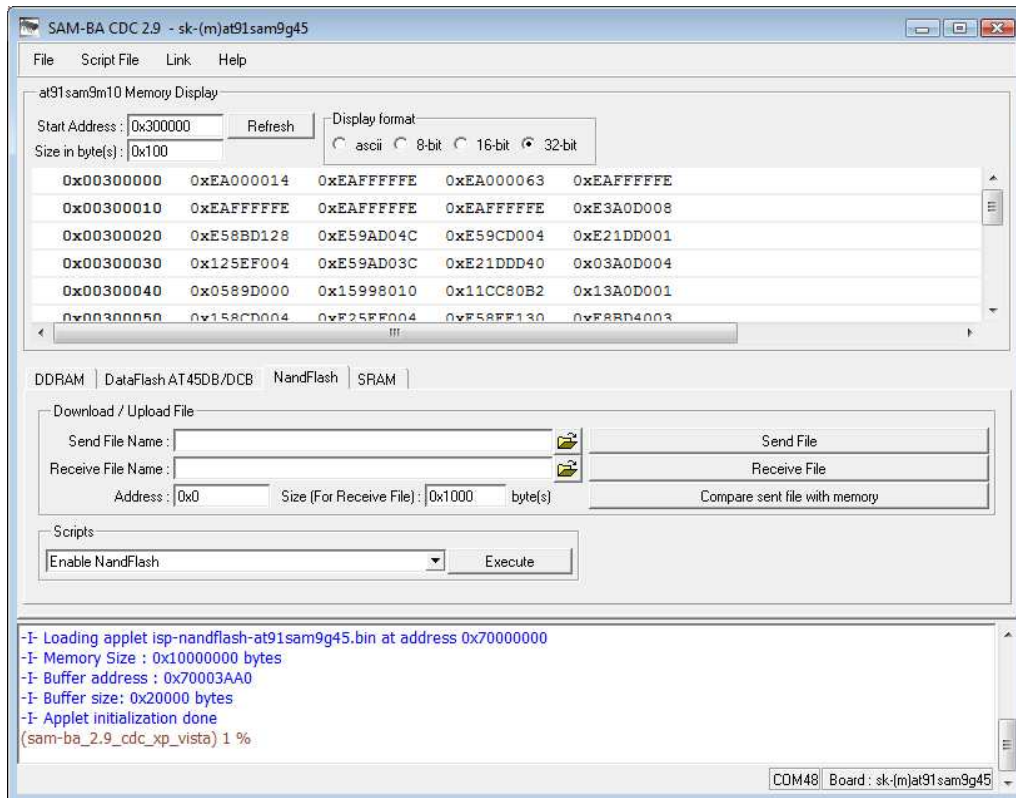 SAM-BA CDC 2.9 - sk-(m)at91sam9g45
File Script File Link Help
at91sam9m10 Memory Display
Start Address : 0x300000 Refresh
Size in byte(s) : 0x100
Display format
ascii 8-bit 16-bit 32-bit
0x00300000 0xEA000014 0xEAFFFFFE 0xEA000063 0xEAFFFFFE
0x00300010 0xEAFFFFFE 0xEAFFFFFE 0xEAFFFFFE 0xE3A0D008
0x00300020 0xE58BD128 0xE59AD04C 0xE59CD004 0xE21DD001
0x00300030 0x125EF004 0xE59AD03C 0xE21DDD40 0x03A0D004
0x00300040 0x0589D000 0x15998010 0x11CC80B2 0x13A0D001
0x00300050 0x158CD004 0xE25EF004 0xE58EE130 0xE8BD4003
DDRAM DataFlash AT45DB/DCB NandFlash SRAM
Download / Upload File
Send File Name : Send File
Receive File Name : Receive File
Address : 0x0 Size (For Receive File) : 0x1000 byte(s) Compare sent file with memory
Scripts
Enable NandFlash Execute
-I- Loading applet isp-nandflash-at91sam9g45.bin at address 0x70000000
-I- Memory Size : 0x10000000 bytes
-I- Buffer address : 0x70003AA0
-I- Buffer size: 0x20000 bytes
-I- Applet initialization done
(sam-ba_2.9_cdc_xp_vista) 1 %
COM48 Board : sk-(m)at91sam9g45